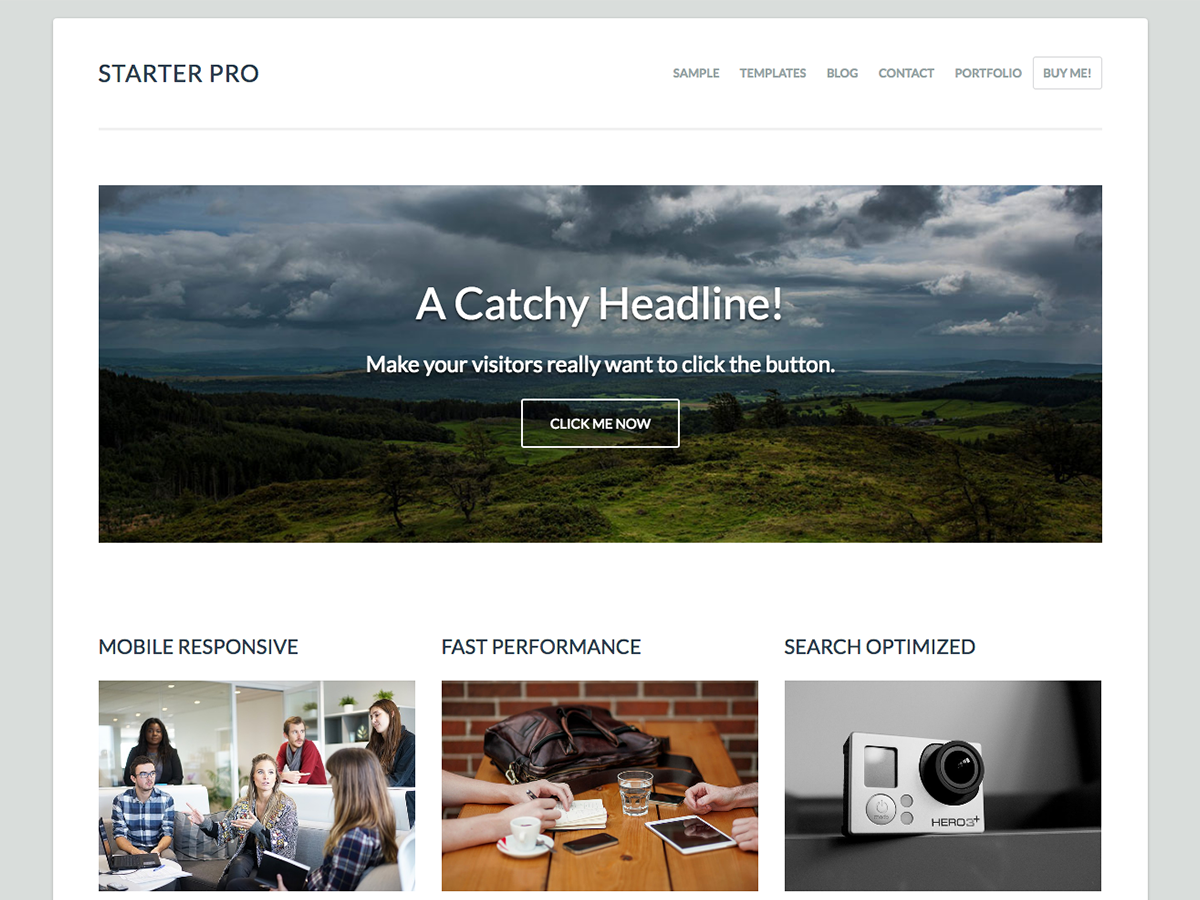 STARTER PRO
SAMPLE TEMPLATES BLOG CONTACT PORTFOLIO BUY ME!
A Catchy Headline!
Make your visitors really want to click the button.
CLICK ME NOW
MOBILE RESPONSIVE FAST PERFORMANCE SEARCH OPTIMIZED
HERO3+